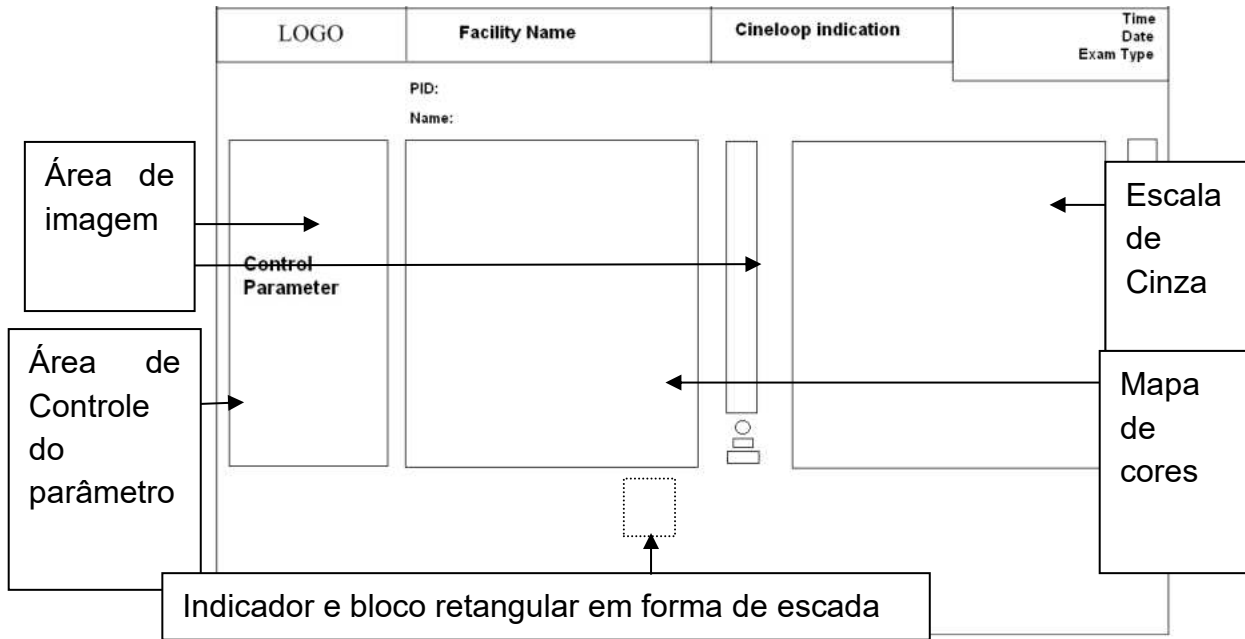 LOGO
Facility Name
Cineloop indication
Time
Date
Exam Type
PID:
Name:
Área de
imagem
Control
Parameter
Escala
de
Cinza
Área de
Controle
do
parâmetro
Mapa
de
cores
Indicador e bloco retangular em forma de escada